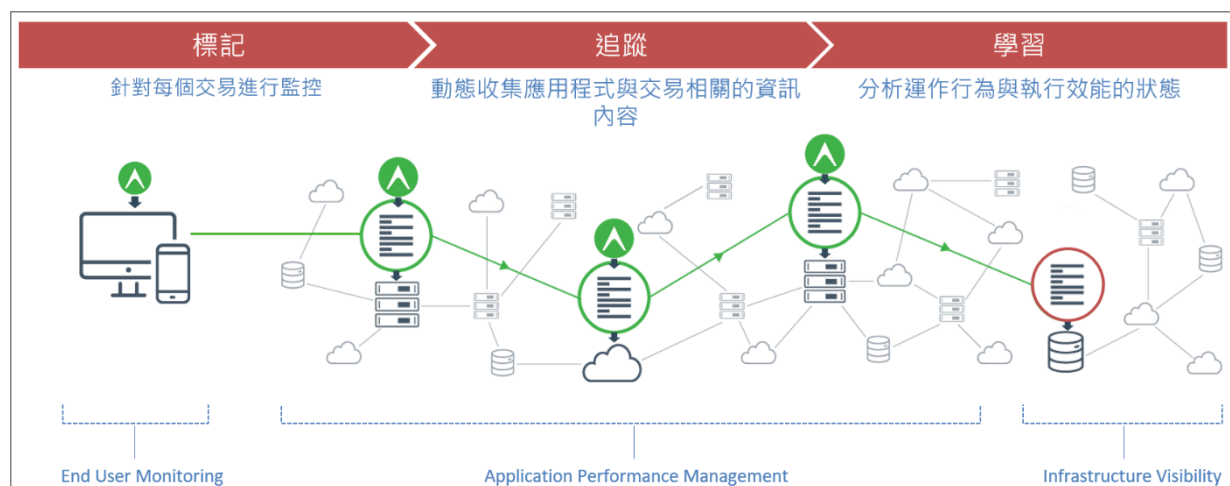 標記
追蹤
學習
針對每個交易進行監控
動態收集應用程式與交易相關的資訊
內容
分析運作行為與執行效能的狀態
End User Monitoring
Application Performance Management
Infrastructure Visibility